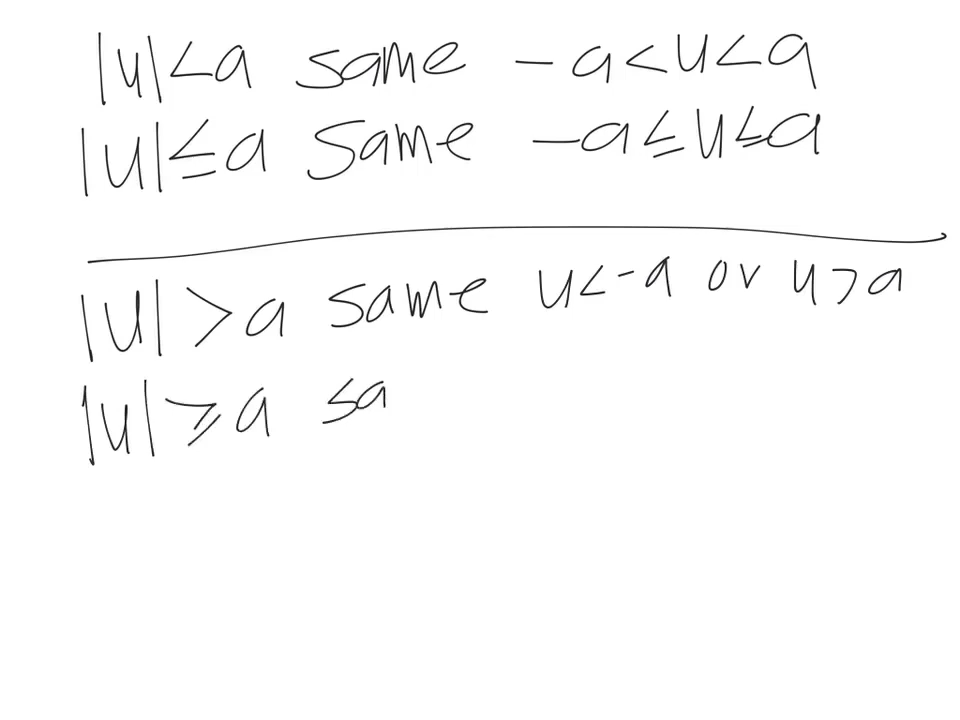 |u|<a same -a<u<a
|u|≤a same -a≤u≤a
|u|>a same u<-a or u>a
|u|≥a sa